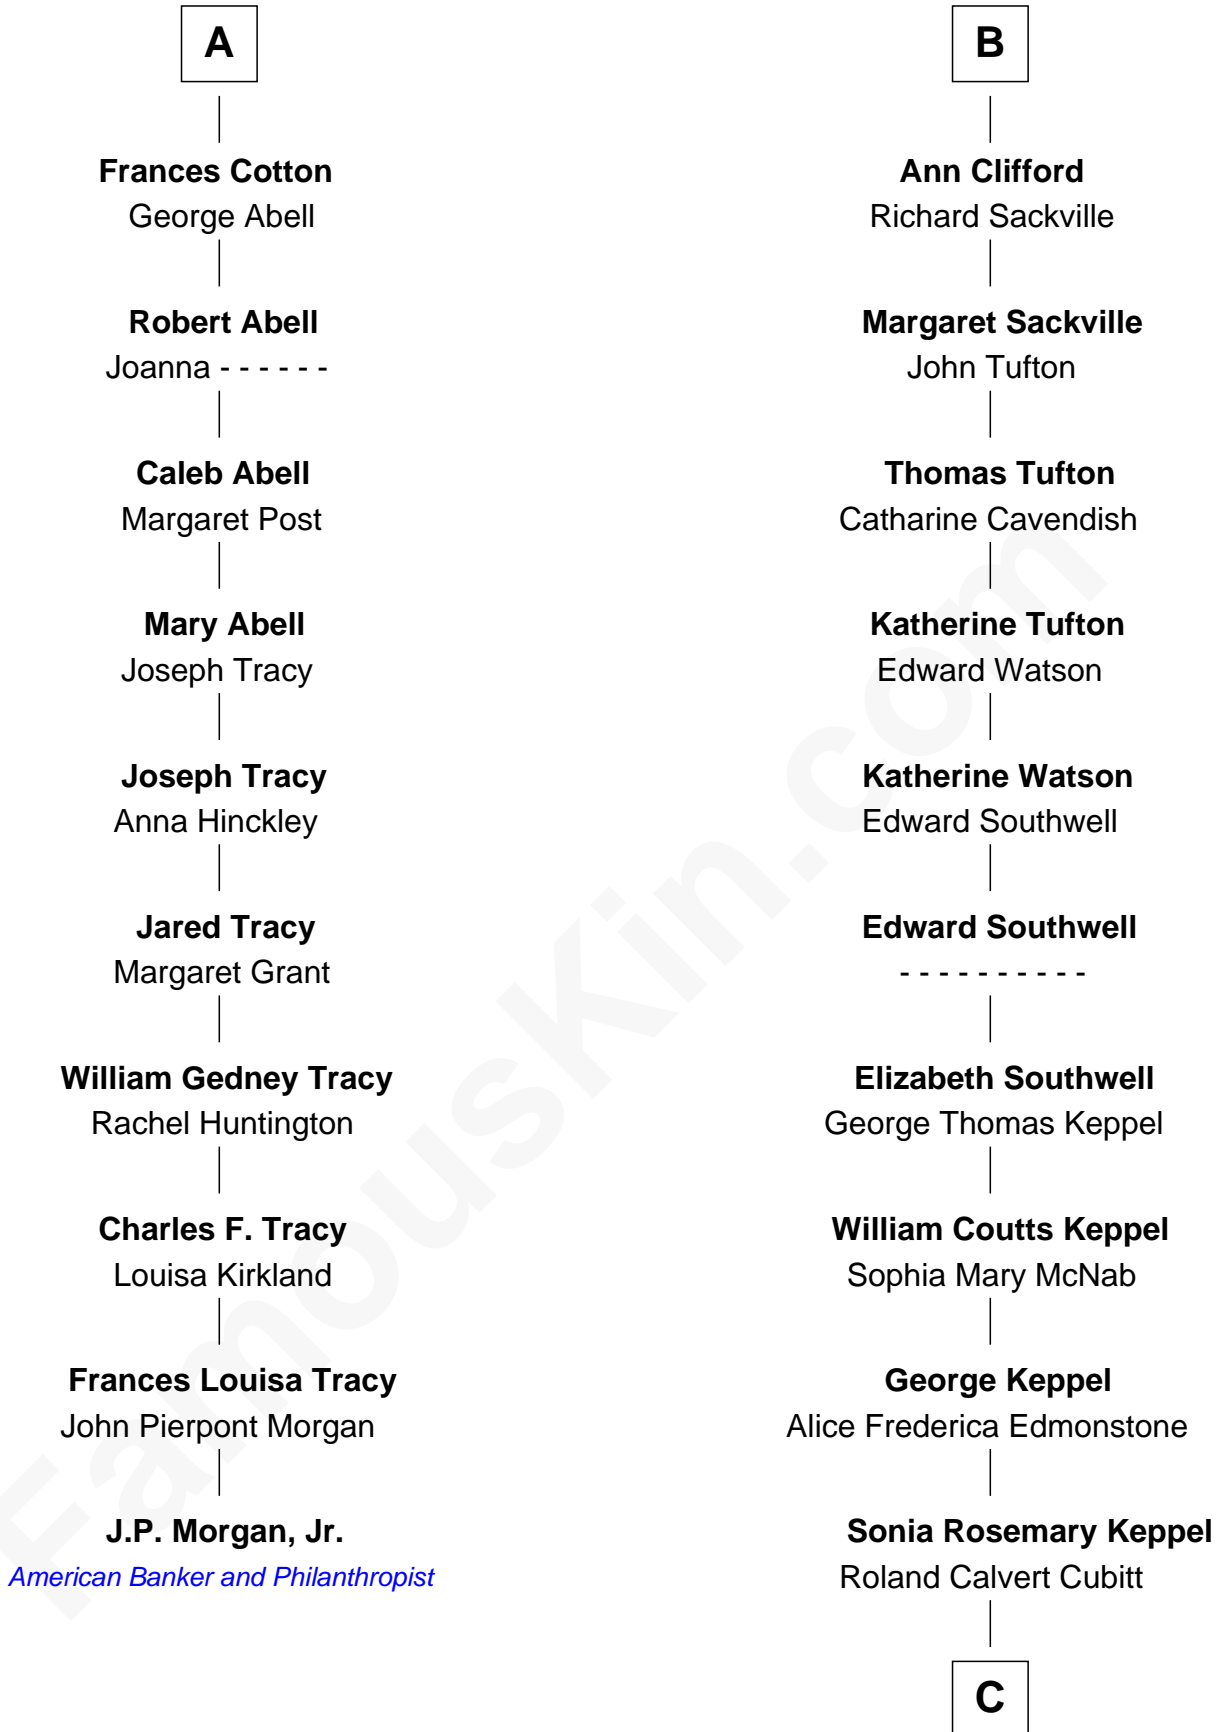 A
Frances Cotton
George Abell
Robert Abell
Joanna - - - - - -
Caleb Abell
Margaret Post
Mary Abell
Joseph Tracy
Joseph Tracy
Anna Hinckley
Jared Tracy
Margaret Grant
William Gedney Tracy
Rachel Huntington
Charles F. Tracy
Louisa Kirkland
Frances Louisa Tracy
John Pierpont Morgan
J.P. Morgan, Jr.
American Banker and Philanthropist
B
Ann Clifford
Richard Sackville
Margaret Sackville
John Tufton
Thomas Tufton
Catharine Cavendish
Katherine Tufton
Edward Watson
Katherine Watson
Edward Southwell
Edward Southwell
- - - - - - - - - -
Elizabeth Southwell
George Thomas Keppel
William Coutts Keppel
Sophia Mary McNab
George Keppel
Alice Frederica Edmonstone
Sonia Rosemary Keppel
Roland Calvert Cubitt
C
FamousKin.com